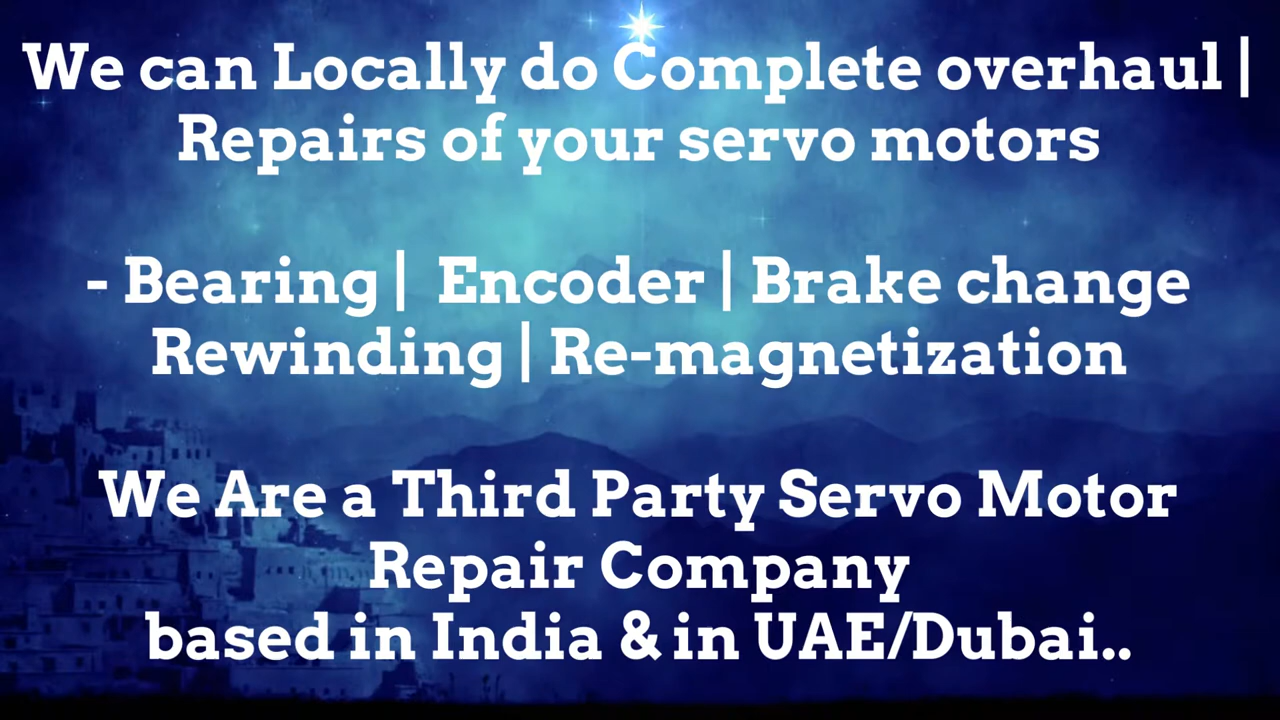 We can Locally do Complete overhaul |
Repairs of your servo motors
- Bearing | Encoder | Brake change
Rewinding | Re-magnetization
We Are a Third Party Servo Motor
Repair Company
based in India & in UAE/Dubai..